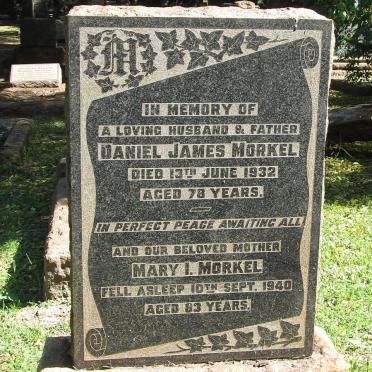 M
IN MEMORY OF
A LOVING HUSBAND & FATHER
DANIEL JAMES MORKEL
DIED 13TH JUNE 1932
AGED 78 YEARS.
IN PERFECT PEACE AWAITING ALL
AND OUR BELOVED MOTHER
MARY I. MORKEL
FELL ASLEEP 10TH SEPT. 1940
AGED 83 YEARS.